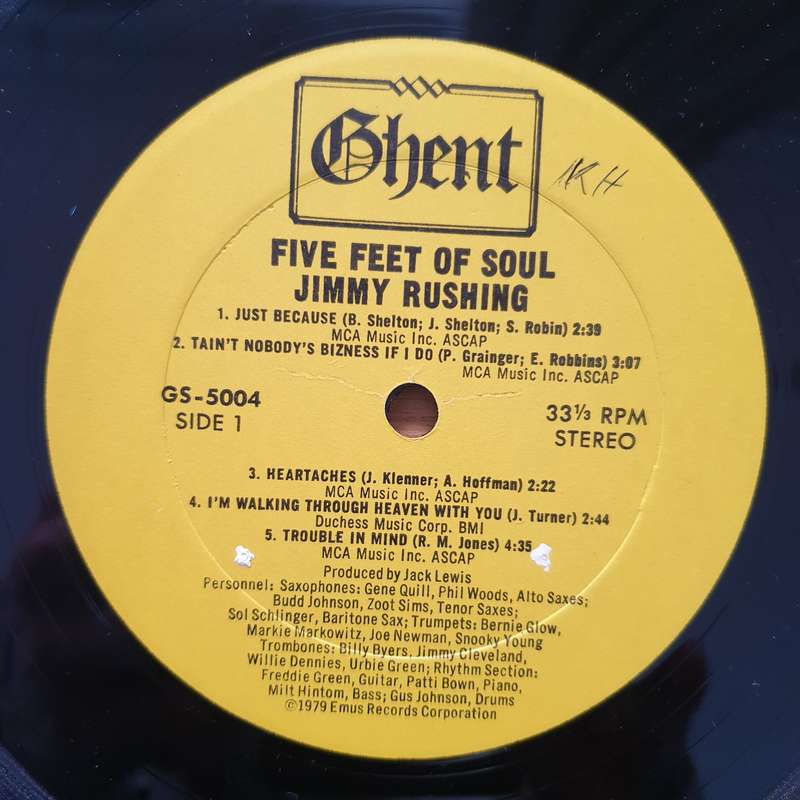 Ghent
NKH
FIVE FEET OF SOUL
JIMMY RUSHING
1. JUST BECAUSE (B. Shelton; J. Shelton; S. Robin) 2:39
MCA Music Inc. ASCAP
2. TAIN'T NOBODY'S BIZNESS IF I DO (P. Grainger; E. Robbins) 3:07
MCA Music Inc. ASCAP
GS-5004
SIDE 1
33⅓ RPM
STEREO
3. HEARTACHES (J. Klenner; A. Hoffman) 2:22
MCA Music Inc. ASCAP
4. I'M WALKING THROUGH HEAVEN WITH YOU (J. Turner) 2:44
Duchess Music Corp. BMI
5. TROUBLE IN MIND (R. M. Jones) 4:35
MCA Music Inc. ASCAP
Produced by Jack Lewis
Personnel: Saxophones: Gene Quill, Phil Woods, Alto Saxes;
Budd Johnson, Zoot Sims, Tenor Saxes;
Sol Schlinger, Baritone Sax; Trumpets: Bernie Glow,
Markie Markowitz, Joe Newman, Snooky Young
Trombones: Billy Byers, Jimmy Cleveland,
Willie Dennies, Urbie Green; Rhythm Section:
Freddie Green, Guitar, Patti Bown, Piano,
Milt Hintom, Bass; Gus Johnson, Drums
©1979 Emus Records Corporation